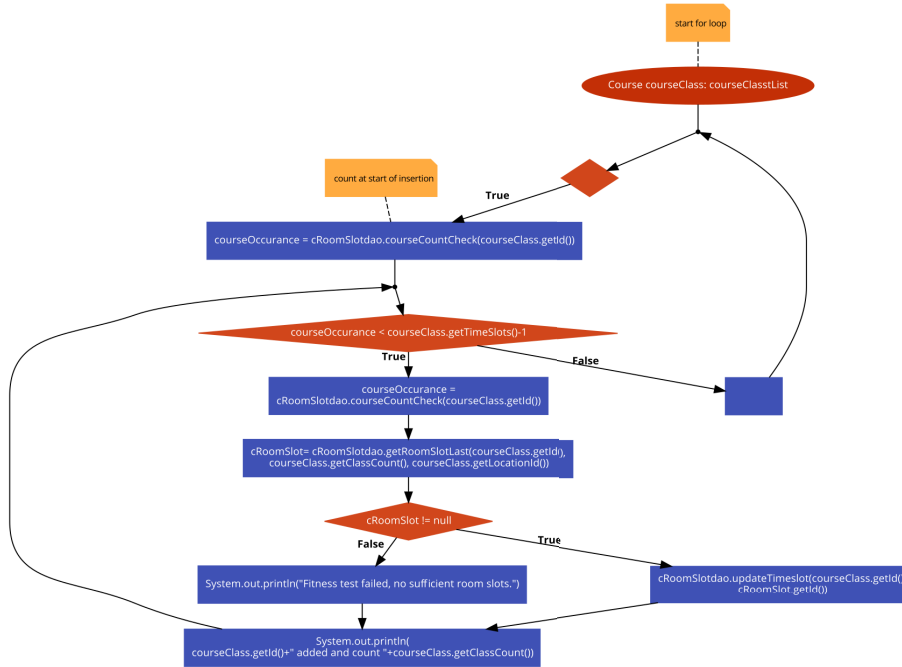 start for loop
Course courseClass: courseClasstList
count at start of insertion
True
courseOccurance = cRoomSlotdao.courseCountCheck(courseClass.getId())
courseOccurance < courseClass.getTimeSlots()-1
True
False
courseOccurance =
cRoomSlotdao.courseCountCheck(courseClass.getId())
cRoomSlot= cRoomSlotdao.getRoomSlotLast(courseClass.getId(),
courseClass.getClassCount(), courseClass.getLocationId())
cRoomSlot != null
False
True
System.out.println("Fitness test failed, no sufficient room slots.")
cRoomSlotdao.updateTimeslot(courseClass.getId()
cRoomSlot.getId())
System.out.println(
courseClass.getId()+" added and count "+courseClass.getClassCount())